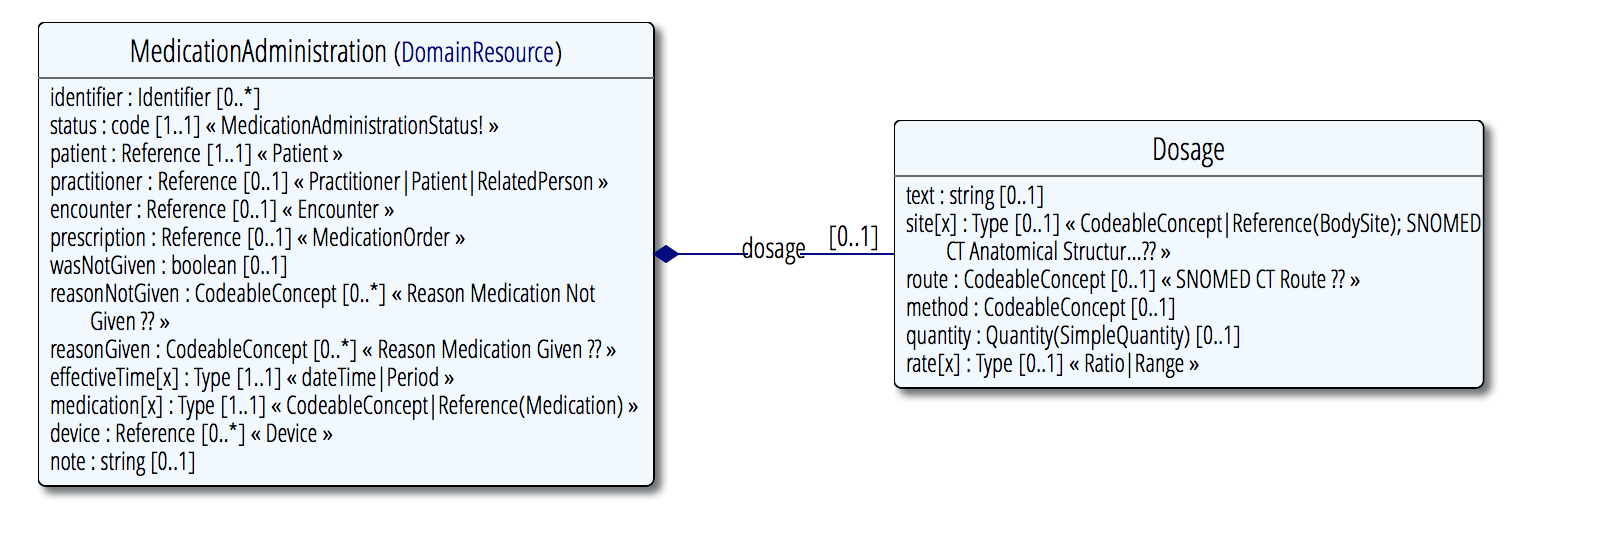 MedicationAdministration (DomainResource)
identifier : Identifier [0..*]
status : code [1..1] « MedicationAdministrationStatus! »
patient : Reference [1..1] « Patient »
practitioner : Reference [0..1] « Practitioner|Patient|RelatedPerson »
encounter : Reference [0..1] « Encounter »
prescription : Reference [0..1] « MedicationOrder »
wasNotGiven : boolean [0..1]
reasonNotGiven : CodeableConcept [0..*] « Reason Medication Not
Given ?? »
reasonGiven : CodeableConcept [0..*] « Reason Medication Given ?? »
effectiveTime[x] : Type [1..1] « dateTime|Period »
medication[x] : Type [1..1] « CodeableConcept|Reference(Medication) »
device : Reference [0..*] « Device »
note : string [0..1]
dosage [0..1]
Dosage
text : string [0..1]
site[x] : Type [0..1] « CodeableConcept|Reference(BodySite); SNOMED
CT Anatomical Structur...?? »
route : CodeableConcept [0..1] « SNOMED CT Route ?? »
method : CodeableConcept [0..1]
quantity : Quantity(SimpleQuantity) [0..1]
rate[x] : Type [0..1] « Ratio|Range »